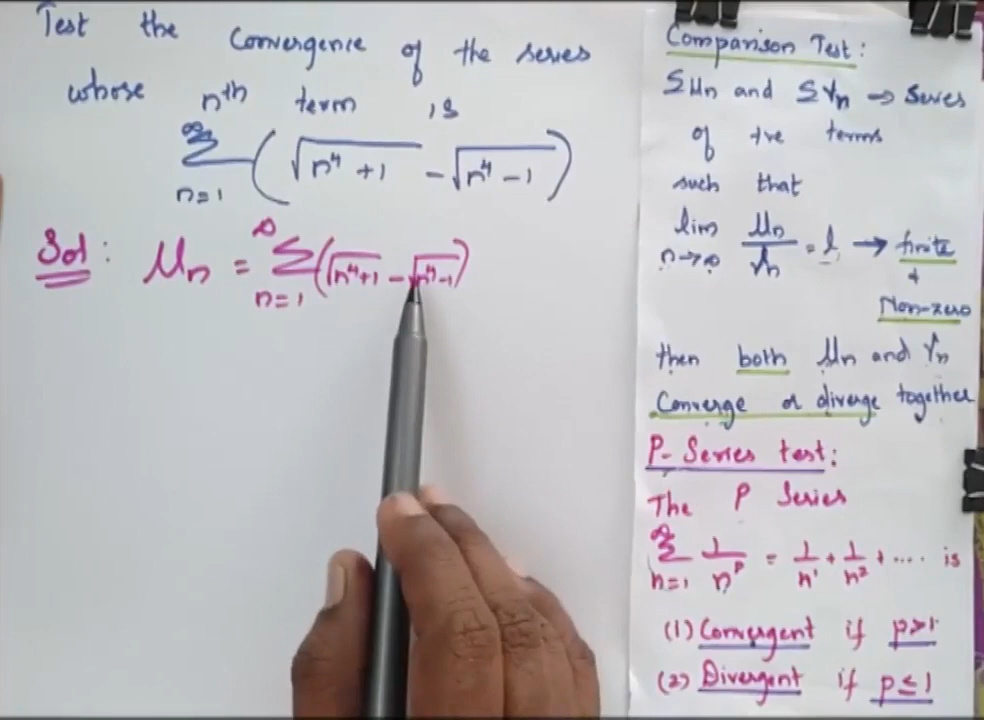 Test the Convergence of the series
whose nth term is
∞ Σ n=1 (√n⁴+1 - √n⁴-1)
Sol: Un = ∞ Σ n=1 (√n⁴+1 - √n⁴-1)
Comparison Test:
ΣUn and ΣVn → Series
of +ve terms
such that
lim n→∞ Un/Vn = l → finite
&
Non-zero
then both Un and Vn
Converge or diverge together
P-Series test:
The P Series
∞ Σ n=1 1/n^p = 1/n¹ + 1/n² + .... is
(1) Convergent if p>1
(2) Divergent if p≤1